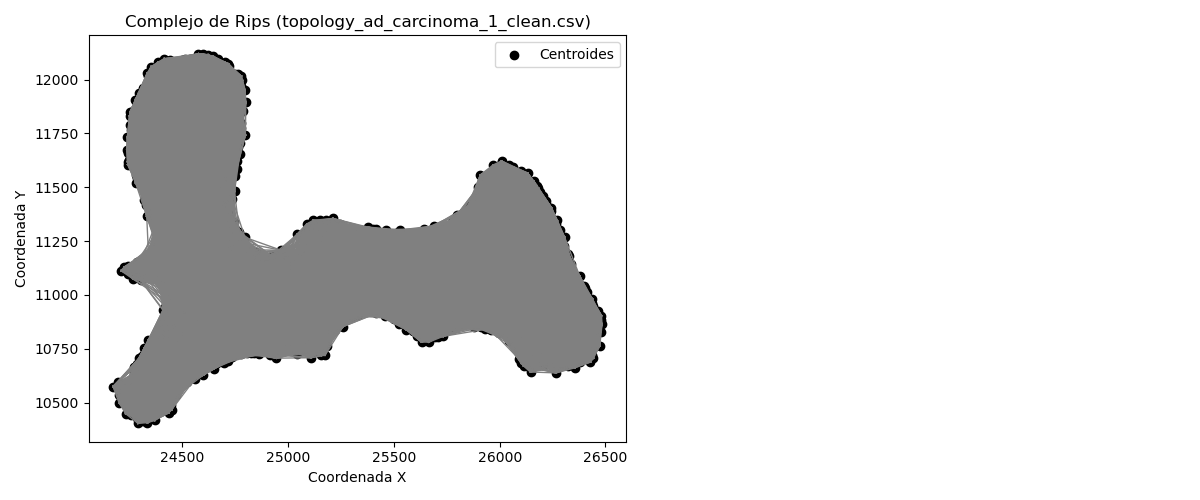 Complejo de Rips (topology_ad_carcinoma_1_clean.csv)
Centroides
12000
11750
11500
11250
11000
10750
10500
Coordenada Y
24500 25000 25500 26000 26500
Coordenada X